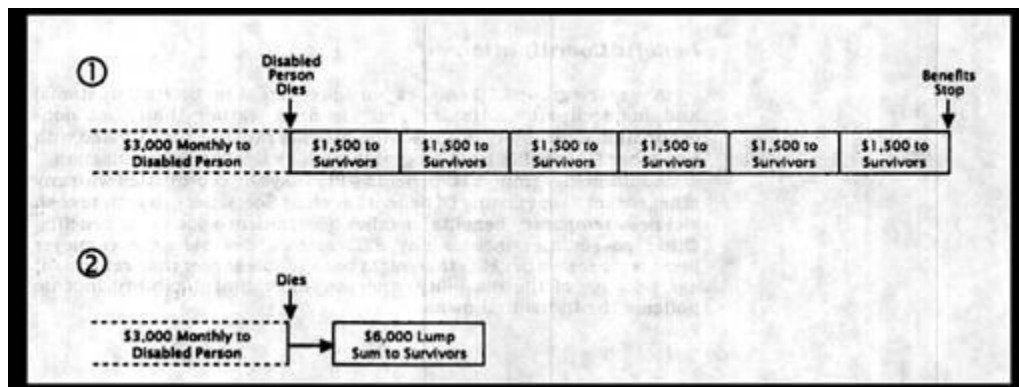 ①
Disabled
Person
Dies
Benefits
Stop
$3,000 Monthly to
Disabled Person
$1,500 to
Survivors
$1,500 to
Survivors
$1,500 to
Survivors
$1,500 to
Survivors
$1,500 to
Survivors
$1,500 to
Survivors
②
Dies
$3,000 Monthly to
Disabled Person
$6,000 Lump
Sum to Survivors